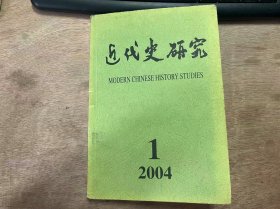 近代史研究
MODERN CHINESE HISTORY STUDIES
1
2004